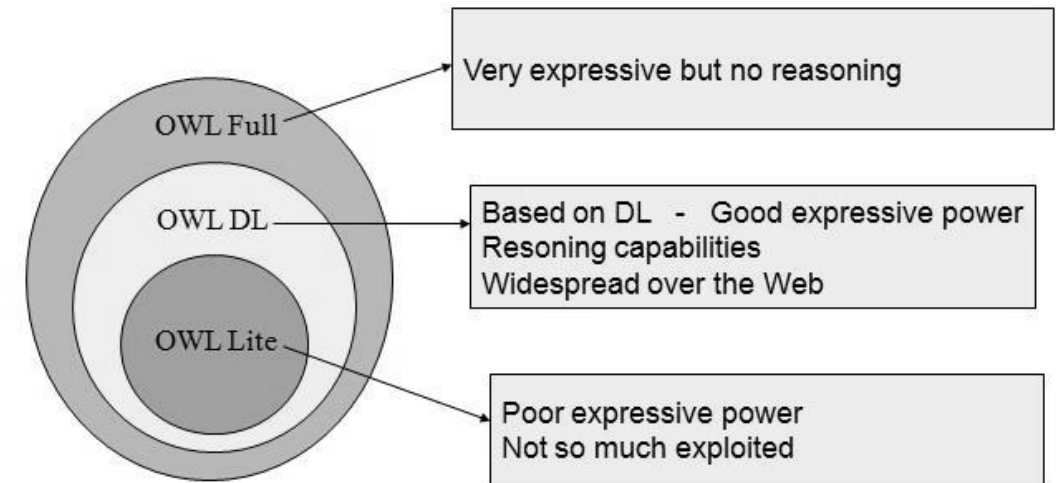 OWL Full
Very expressive but no reasoning
OWL DL
Based on DL - Good expressive power
Resoning capabilities
Widespread over the Web
OWL Lite
Poor expressive power
Not so much exploited